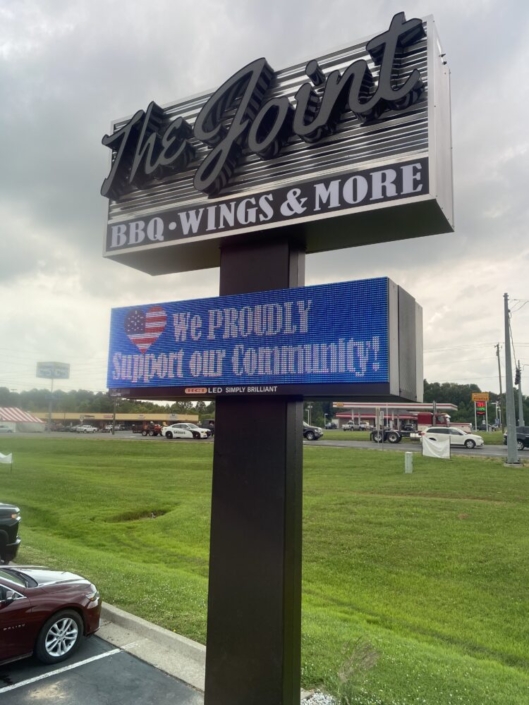 The Joint
BBQ • WINGS & MORE
We PROUDLY
Support our Community!
LED SIMPLY BRILLIANT